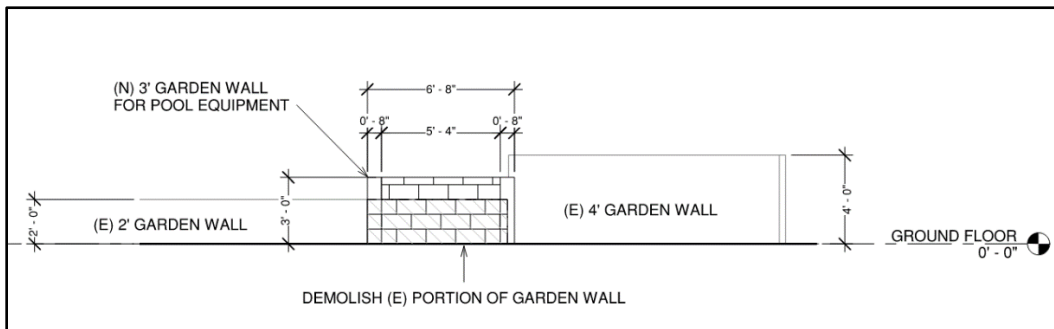 (N) 3' GARDEN WALL
FOR POOL EQUIPMENT
6' - 8"
0' - 8"
5' - 4"
0' - 8"
2' - 0"
(E) 2' GARDEN WALL
3' - 0"
(E) 4' GARDEN WALL
4' - 0"
GROUND FLOOR
0' - 0"
DEMOLISH (E) PORTION OF GARDEN WALL